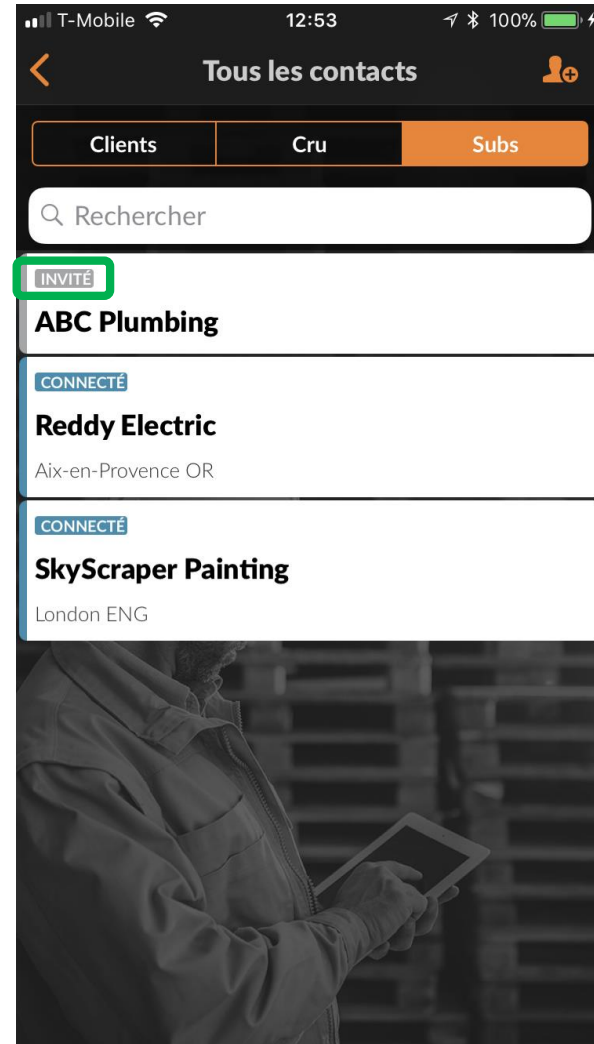 T-Mobile 12:53 100%
Tous les contacts
Clients Cru Subs
Rechercher
INVITÉ
ABC Plumbing
CONNECTÉ
Reddy Electric
Aix-en-Provence OR
CONNECTÉ
SkyScraper Painting
London ENG